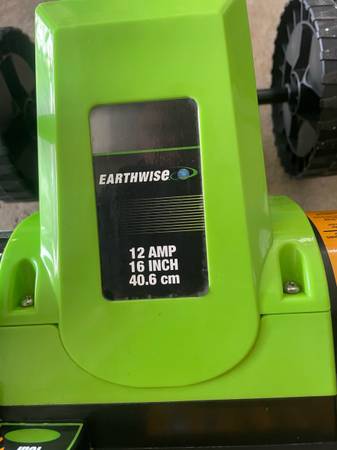 EARTHWISE
12 AMP
16 INCH
40.6 cm